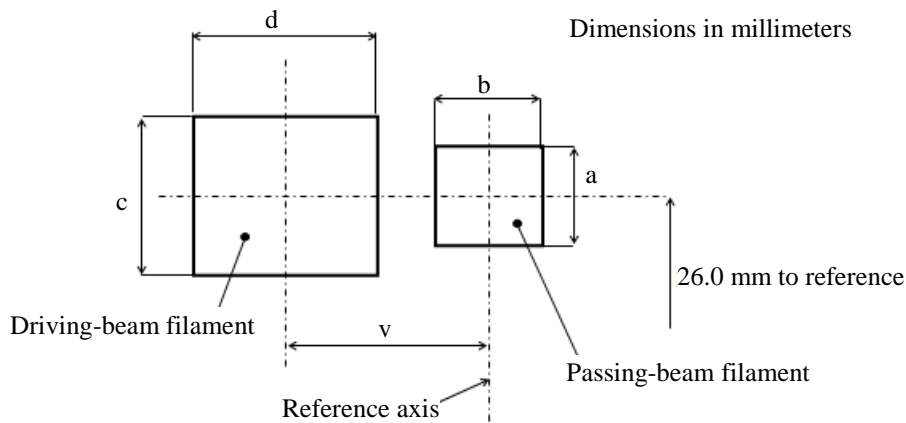 d
Dimensions in millimeters
b
a
c
26.0 mm to reference
Driving-beam filament
v
Passing-beam filament
Reference axis